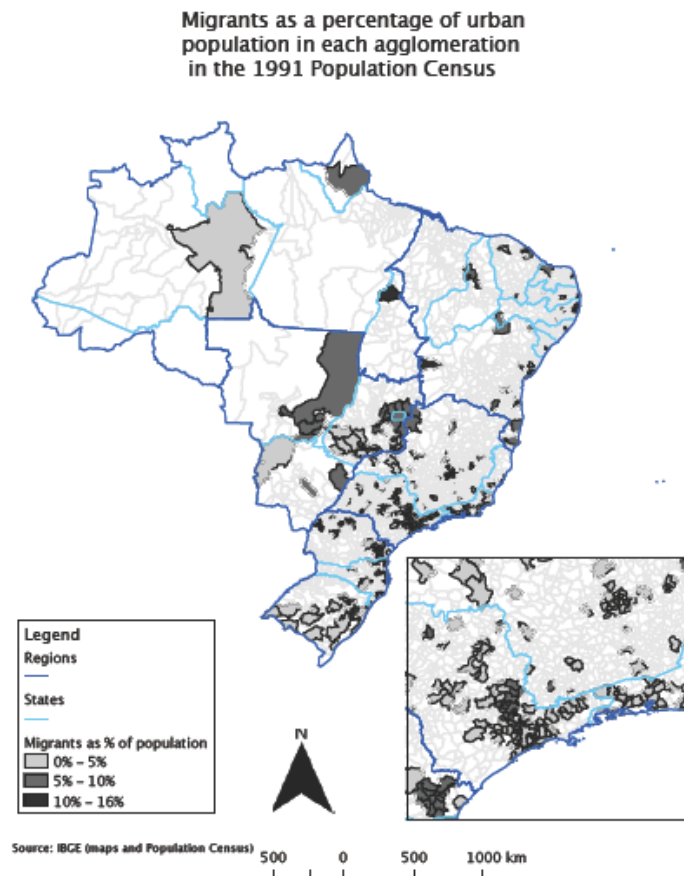 Migrants as a percentage of urban
population in each agglomeration
in the 1991 Population Census
Legend
Regions
States
Migrants as % of population
0% - 5%
5% - 10%
10% - 16%
N
Source: IBGE (maps and Population Census)
500 0 500 1000 km